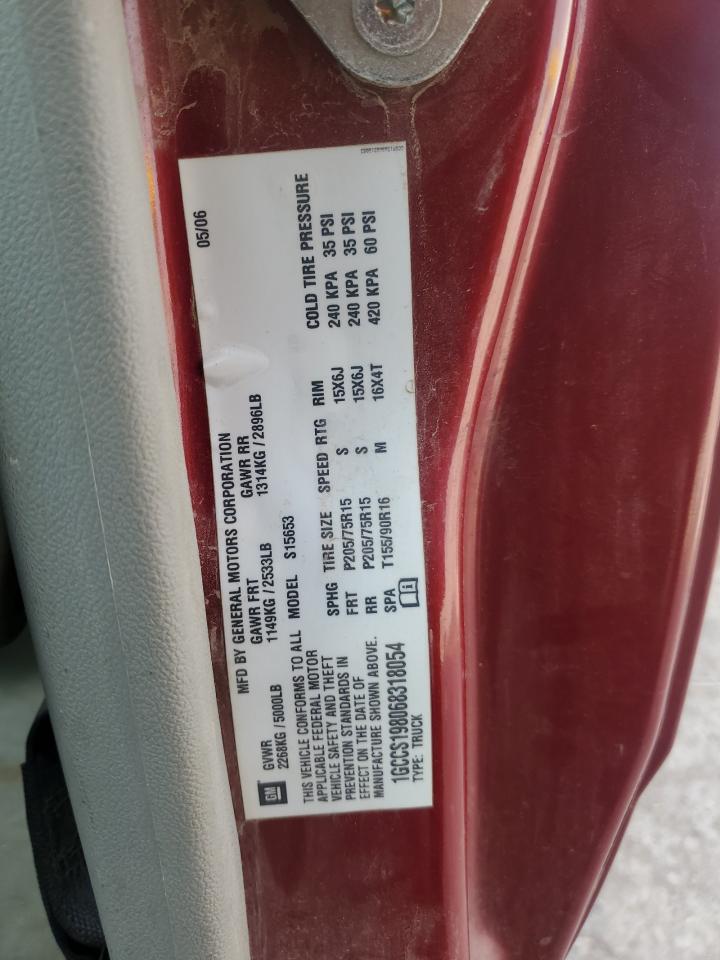 MFD BY GENERAL MOTORS CORPORATION 05/06
GM
GVWR GAWR FRT GAWR RR
2268KG/5000LB 1149KG/2533LB 1314KG/2896LB
THIS VEHICLE CONFORMS TO ALL
APPLICABLE FEDERAL MOTOR
VEHICLE SAFETY AND THEFT
PREVENTION STANDARDS IN
EFFECT ON THE DATE OF
MANUFACTURE SHOWN ABOVE.
MODEL S15653
COLD TIRE PRESSURE
SPHG TIRE SIZE SPEED RTG RIM
FRT P205/75R15 S 15X6J 240 KPA 35 PSI
RR P205/75R15 S 15X6J 240 KPA 35 PSI
SPA T155/90R16 M 16X4T 420 KPA 60 PSI
1GCCS198068318054
TYPE: TRUCK